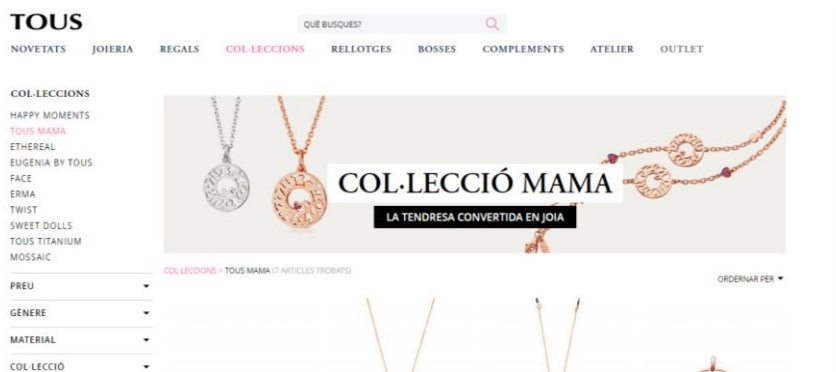 TOUS
QUÈ BUSQUES?
NOVETATS JOIERIA REGALS COL·LECCIONS RELLOTGES BOSSES COMPLEMENTS ATELIER OUTLET
COL·LECCIONS
HAPPY MOMENTS
TOUS MAMA
ETHEREAL
EUGENIA BY TOUS
FACE
ERMA
TWIST
SWEET DOLLS
TOUS TITANIUM
MOSSAIC
PREU
GÈNERE
MATERIAL
COL·LECCIÓ
COL·LECCIÓ MAMA
LA TENDRESA CONVERTIDA EN JOIA
COL·LECCIONS > TOUS MAMA (7 ARTICLES TROBATS)
ORDERNAR PER